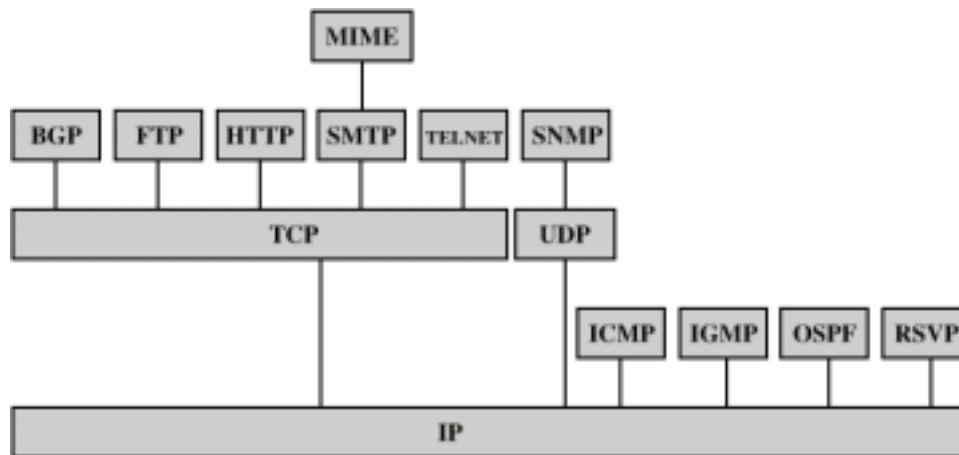 MIME
BGP FTP HTTP SMTP TELNET SNMP
TCP UDP
ICMP IGMP OSPF RSVP
IP